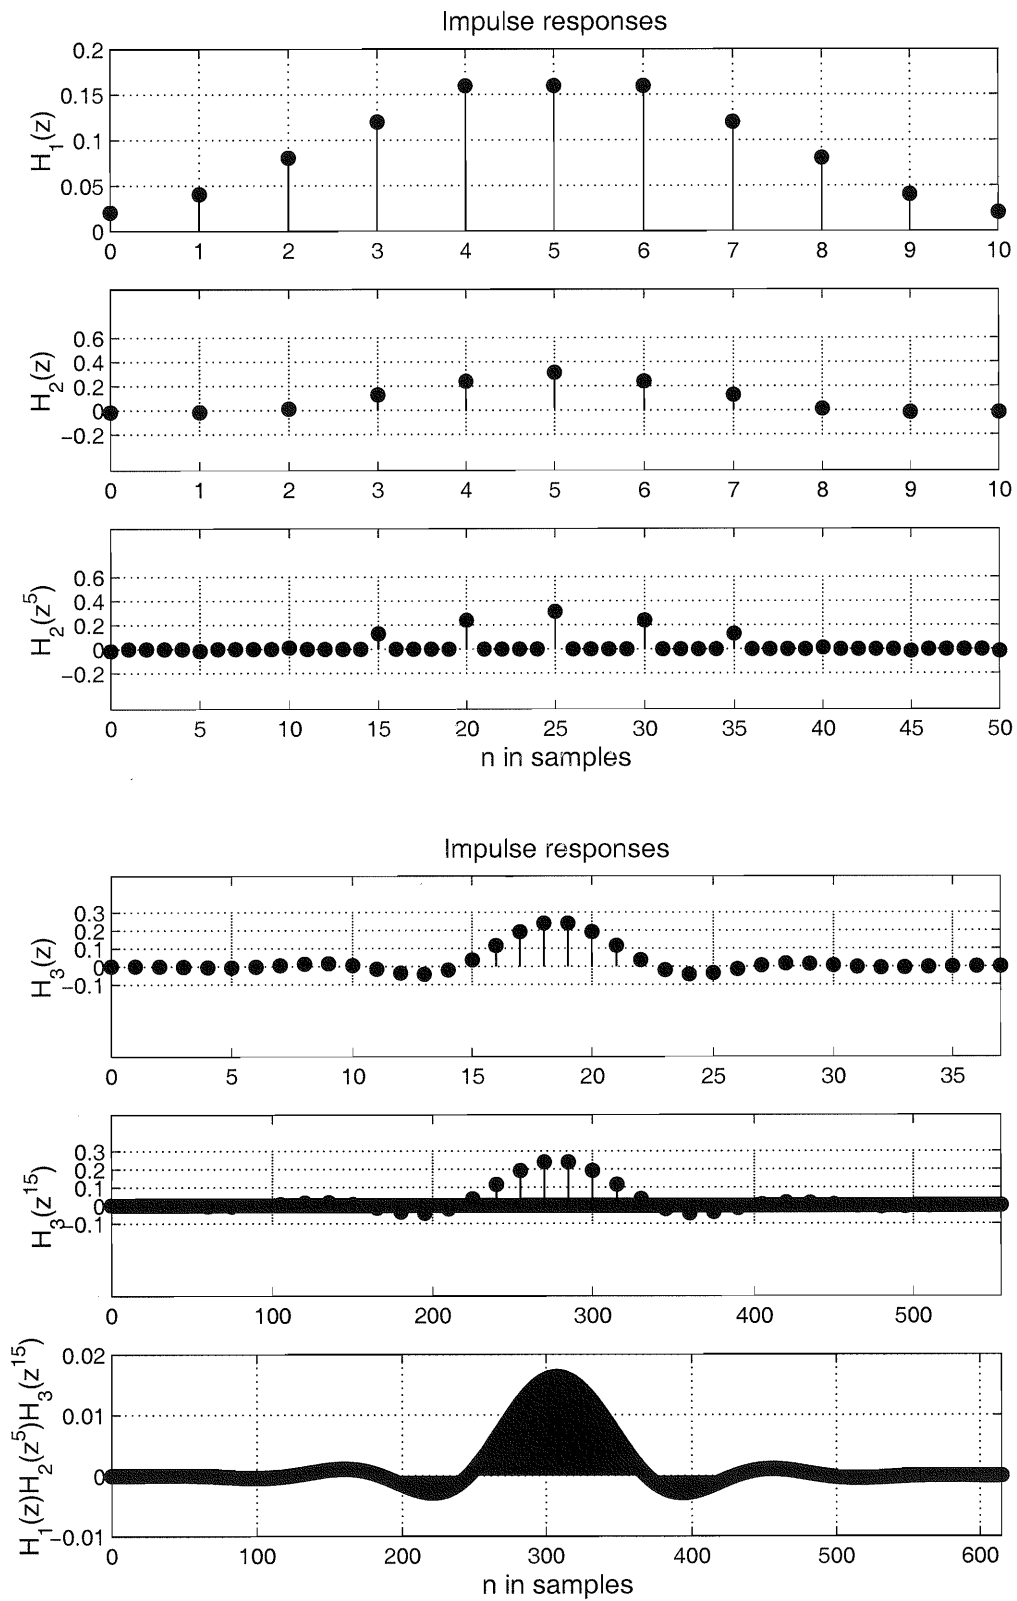 Impulse responses
H1(z)
0.2
0.15
0.1
0.05
0
0 1 2 3 4 5 6 7 8 9 10
H2(z)
0.6
0.4
0.2
0
−0.2
0 1 2 3 4 5 6 7 8 9 10
H2(z^5)
0.6
0.4
0.2
0
−0.2
0 5 10 15 20 25 30 35 40 45 50
n in samples
Impulse responses
H3(z)
0.3
0.2
0.1
0
−0.1
0 5 10 15 20 25 30 35
H3(z^15)
0.3
0.2
0.1
0
−0.1
0 100 200 300 400 500
H1(z)H2(z^5)H3(z^15)
0.02
0.01
0
−0.01
0 100 200 300 400 500 600
n in samples